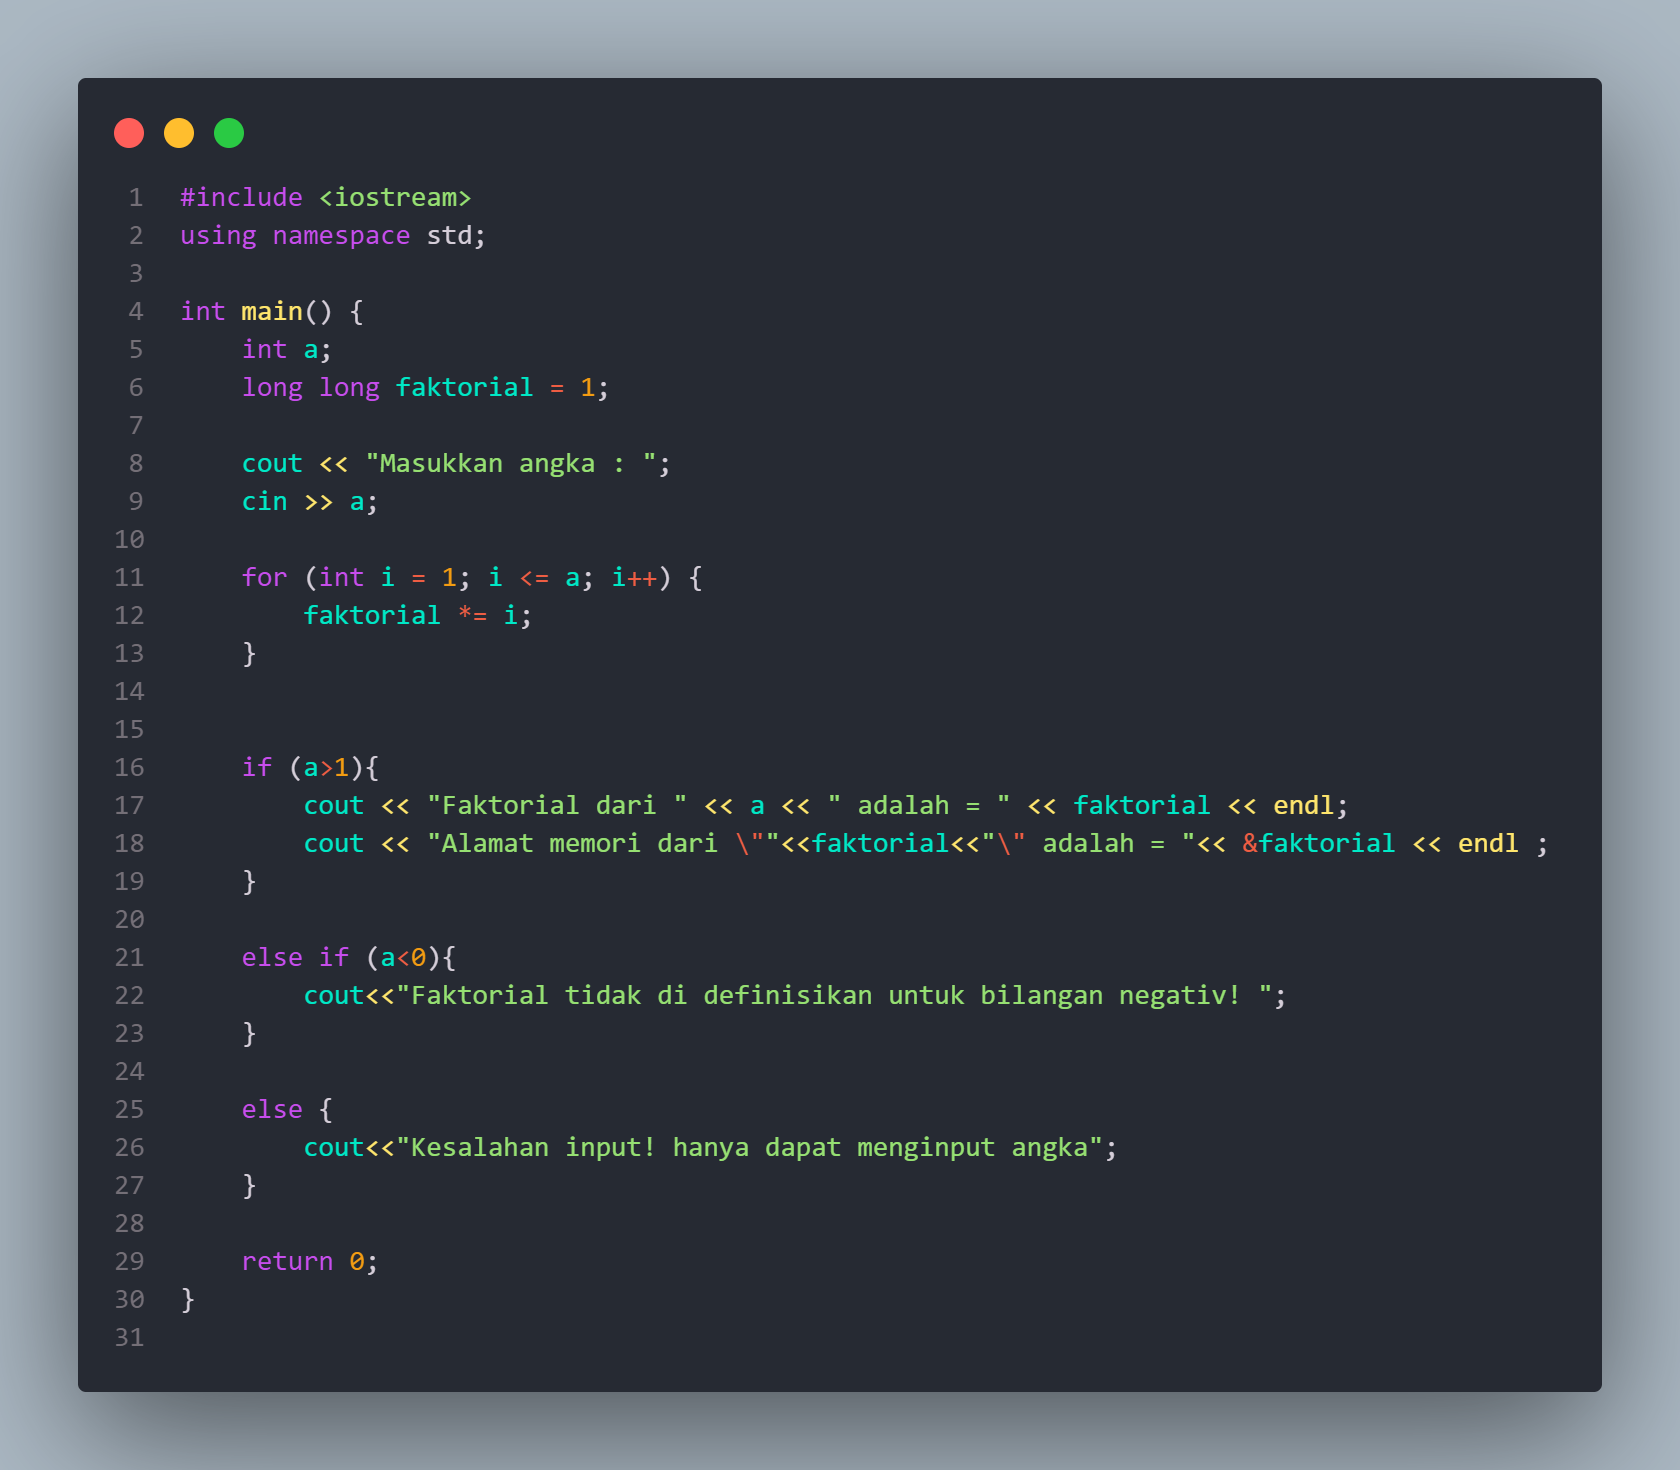 1 #include <iostream>
2 using namespace std;
3
4 int main() {
5     int a;
6     long long faktorial = 1;
7
8     cout << "Masukkan angka : ";
9     cin >> a;
10
11     for (int i = 1; i <= a; i++) {
12         faktorial *= i;
13     }
14
15
16     if (a>1){
17         cout << "Faktorial dari " << a << " adalah = " << faktorial << endl;
18         cout << "Alamat memori dari \""<<faktorial<<"\" adalah = "<< &faktorial << endl ;
19     }
20
21     else if (a<0){
22         cout<<"Faktorial tidak di definisikan untuk bilangan negativ! ";
23     }
24
25     else {
26         cout<<"Kesalahan input! hanya dapat menginput angka";
27     }
28
29     return 0;
30 }
31